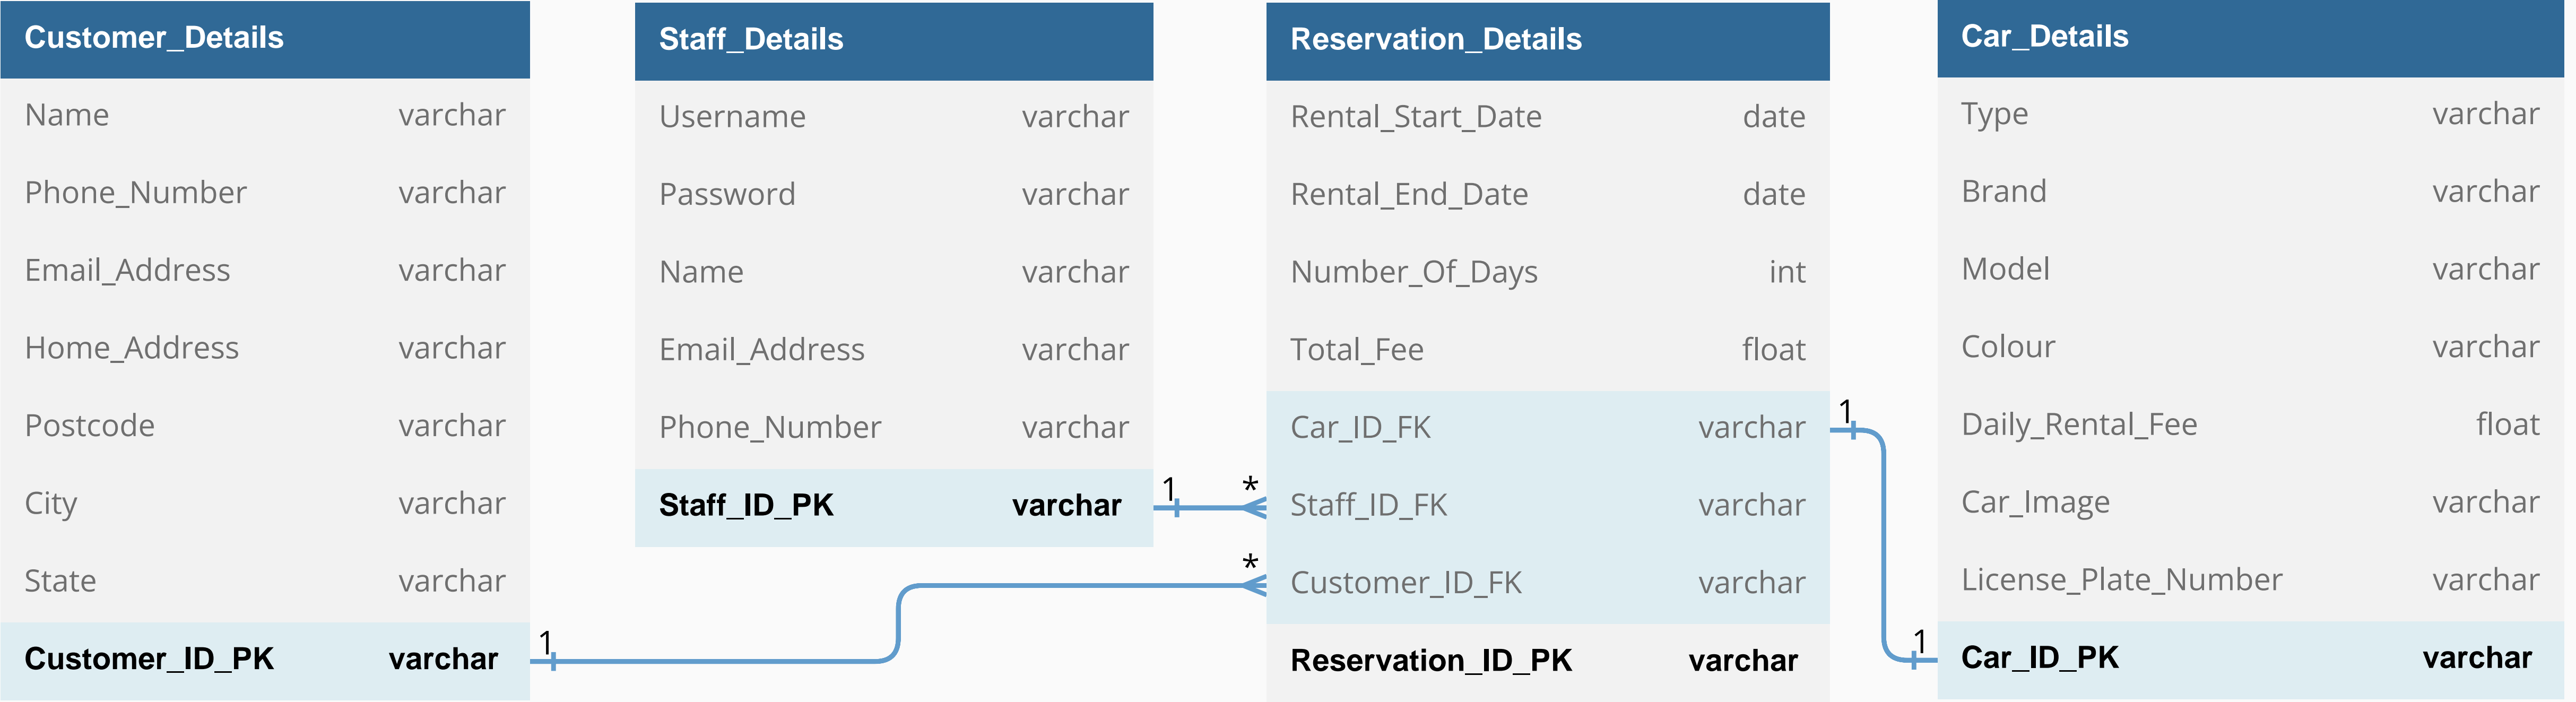 Customer_Details
Name varchar
Phone_Number varchar
Email_Address varchar
Home_Address varchar
Postcode varchar
City varchar
State varchar
Customer_ID_PK varchar
1
Staff_Details
Username varchar
Password varchar
Name varchar
Email_Address varchar
Phone_Number varchar
Staff_ID_PK varchar
1 *
*
Reservation_Details
Rental_Start_Date date
Rental_End_Date date
Number_Of_Days int
Total_Fee float
Car_ID_FK varchar
Staff_ID_FK varchar
Customer_ID_FK varchar
Reservation_ID_PK varchar
1
1
Car_Details
Type varchar
Brand varchar
Model varchar
Colour varchar
Daily_Rental_Fee float
Car_Image varchar
License_Plate_Number varchar
Car_ID_PK varchar